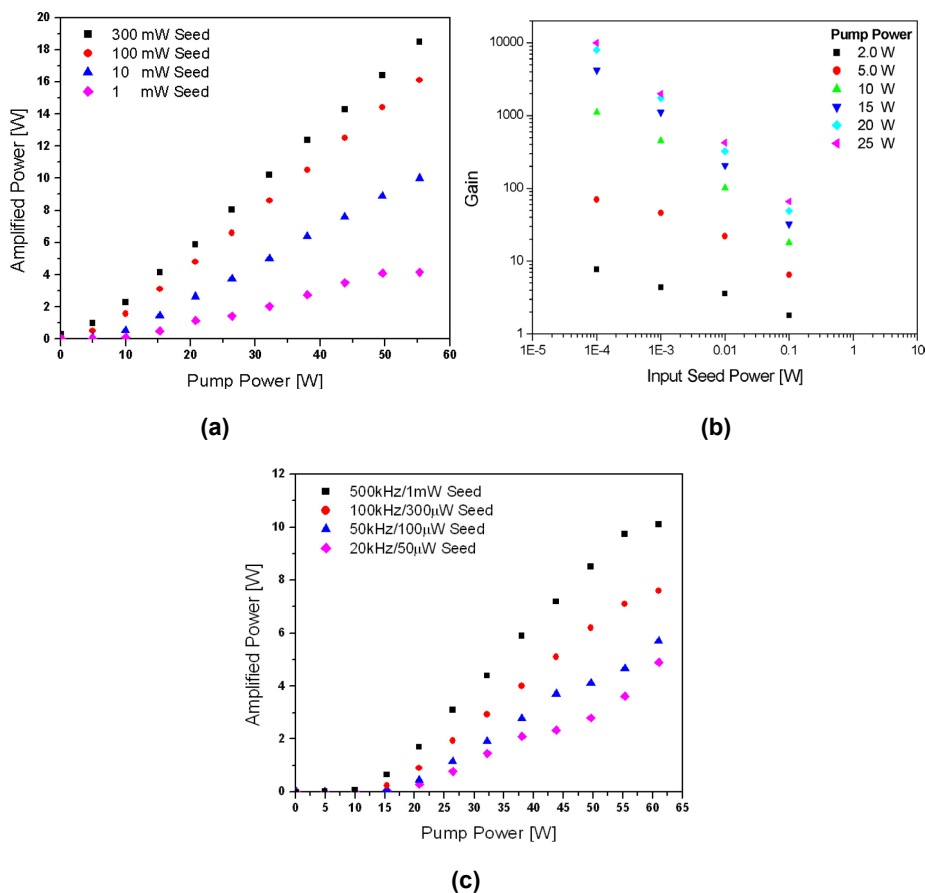 20
18
16
14
12
10
8
6
4
2
0
Amplified Power [W]
300 mW Seed
100 mW Seed
10 mW Seed
1 mW Seed
0 10 20 30 40 50 60
Pump Power [W]
(a)
10000
1000
100
10
1
Gain
Pump Power
2.0 W
5.0 W
10 W
15 W
20 W
25 W
1E-5 1E-4 1E-3 0.01 0.1 1 10
Input Seed Power [W]
(b)
12
10
8
6
4
2
0
Amplified Power [W]
500kHz/1mW Seed
100kHz/300μW Seed
50kHz/100μW Seed
20kHz/50μW Seed
0 5 10 15 20 25 30 35 40 45 50 55 60 65
Pump Power [W]
(c)